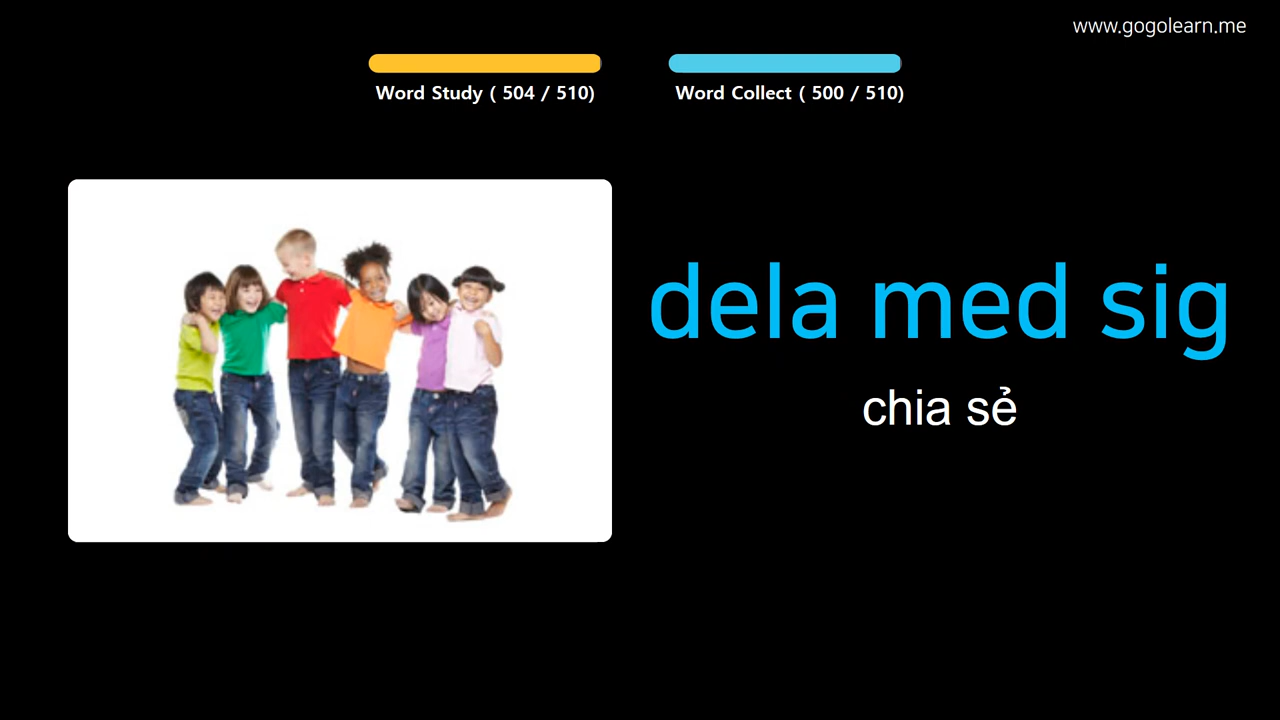 www.gogolearn.me
Word Study ( 504 / 510)
Word Collect ( 500 / 510)
dela med sig
chia sẻ